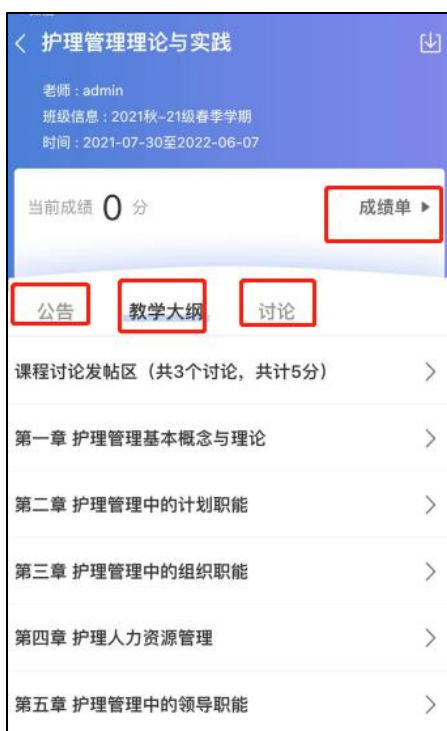 护理管理理论与实践
老师：admin
班级信息：2021秋-21级春季学期
时间：2021-07-30至2022-06-07
当前成绩 0 分
成绩单
公告 教学大纲 讨论
课程讨论发帖区（共3个讨论，共计5分）
第一章 护理管理基本概念与理论
第二章 护理管理中的计划职能
第三章 护理管理中的组织职能
第四章 护理人力资源管理
第五章 护理管理中的领导职能